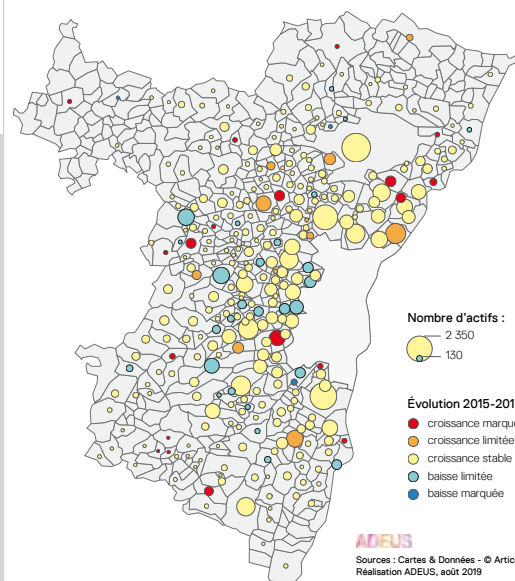 Nombre d'actifs :
2 350
130
Évolution 2015-201
croissance marqu
croissance limitée
croissance stable
baisse limitée
baisse marquée
ADEUS
Sources : Cartes & Données - © Artic
Réalisation ADEUS, août 2019